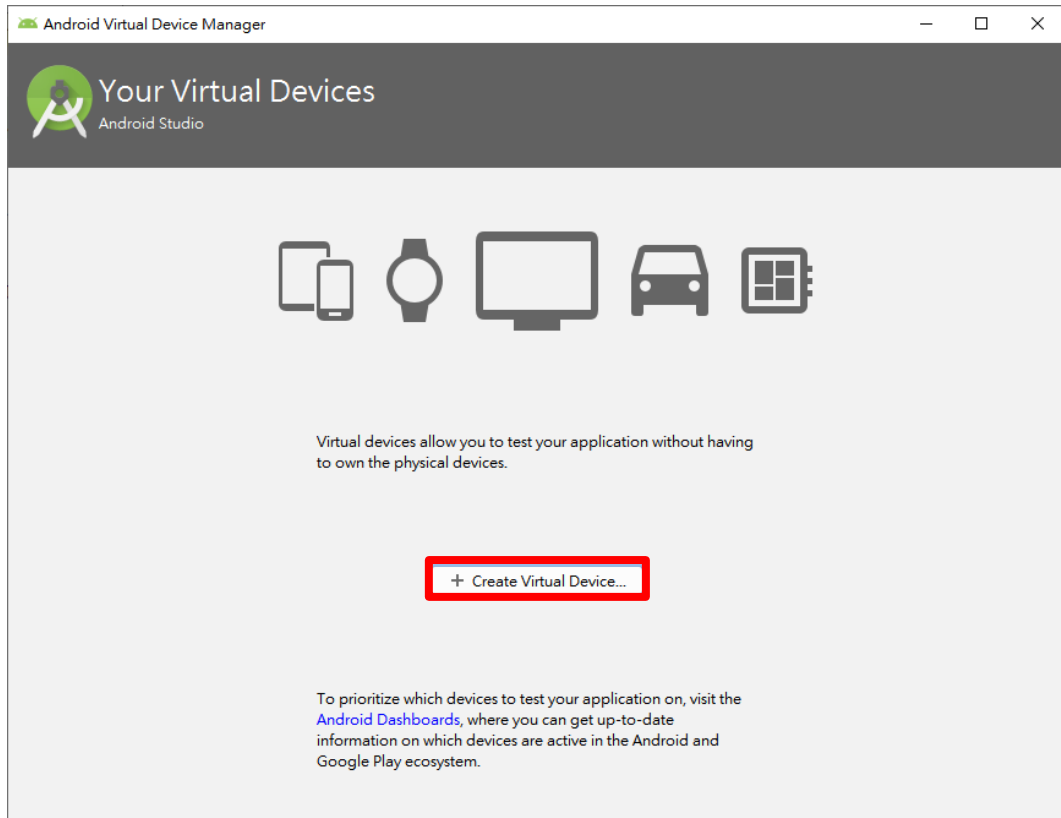 Android Virtual Device Manager
Your Virtual Devices
Android Studio
Virtual devices allow you to test your application without having
to own the physical devices.
+ Create Virtual Device...
To prioritize which devices to test your application on, visit the
Android Dashboards, where you can get up-to-date
information on which devices are active in the Android and
Google Play ecosystem.